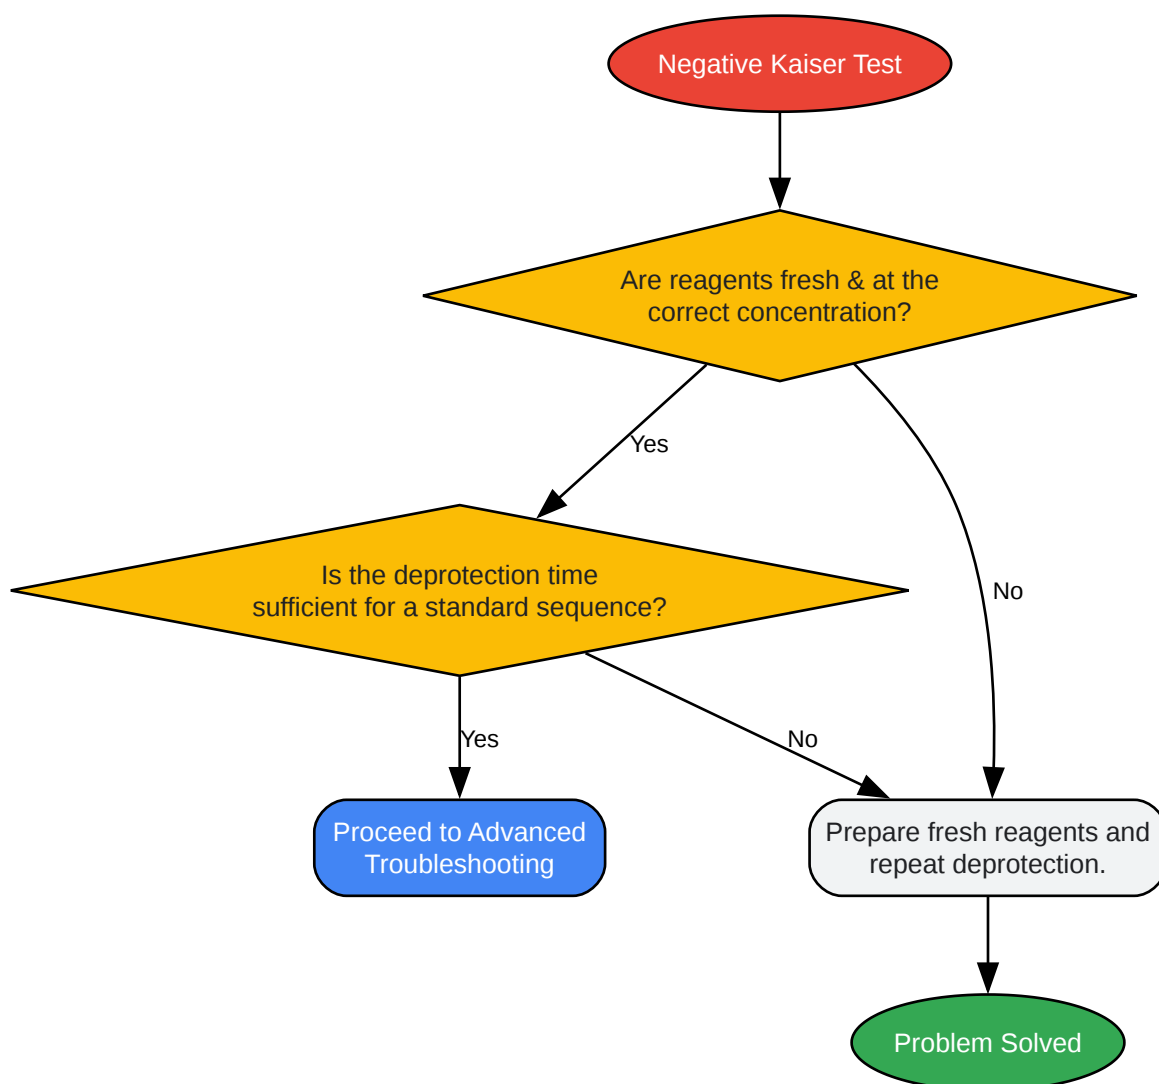 Negative Kaiser Test
Are reagents fresh & at the
correct concentration?
Yes
Is the deprotection time
sufficient for a standard sequence?
No
Yes
No
Proceed to Advanced
Troubleshooting
Prepare fresh reagents and
repeat deprotection.
Problem Solved